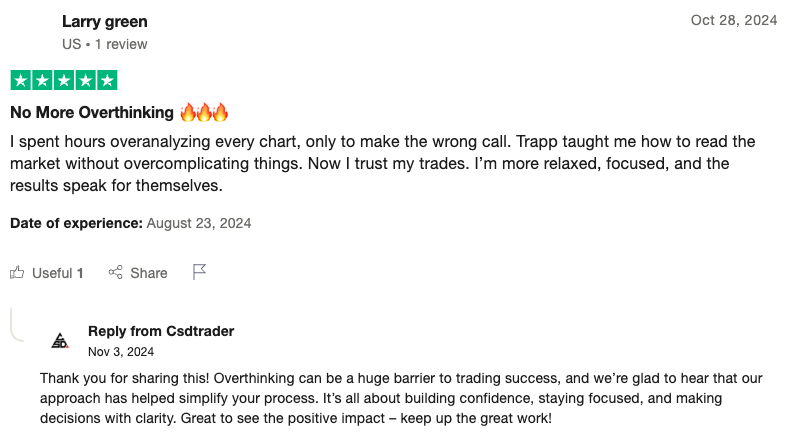 Larry green
Oct 28, 2024
US • 1 review
No More Overthinking 🔥🔥🔥
I spent hours overanalyzing every chart, only to make the wrong call. Trapp taught me how to read the
market without overcomplicating things. Now I trust my trades. I’m more relaxed, focused, and the
results speak for themselves.
Date of experience: August 23, 2024
Useful 1 Share
Reply from Csdtrader
Nov 3, 2024
Thank you for sharing this! Overthinking can be a huge barrier to trading success, and we’re glad to hear that our
approach has helped simplify your process. It’s all about building confidence, staying focused, and making
decisions with clarity. Great to see the positive impact – keep up the great work!